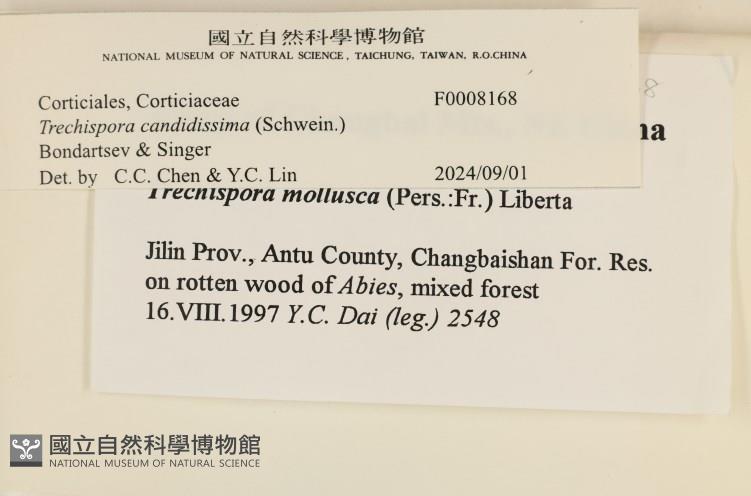 國立自然科學博物館
NATIONAL MUSEUM OF NATURAL SCIENCE, TAICHUNG, TAIWAN, R.O.CHINA
Corticiales, Corticiaceae F0008168
Trechispora candidissima (Schwein.)
Bondartsev & Singer
Det. by C.C. Chen & Y.C. Lin 2024/09/01
8
na
Trechispora mollusca (Pers.:Fr.) Liberta
Jilin Prov., Antu County, Changbaishan For. Res.
on rotten wood of Abies, mixed forest
16.VIII.1997 Y.C. Dai (leg.) 2548
國立自然科學博物館
NATIONAL MUSEUM OF NATURAL SCIENCE